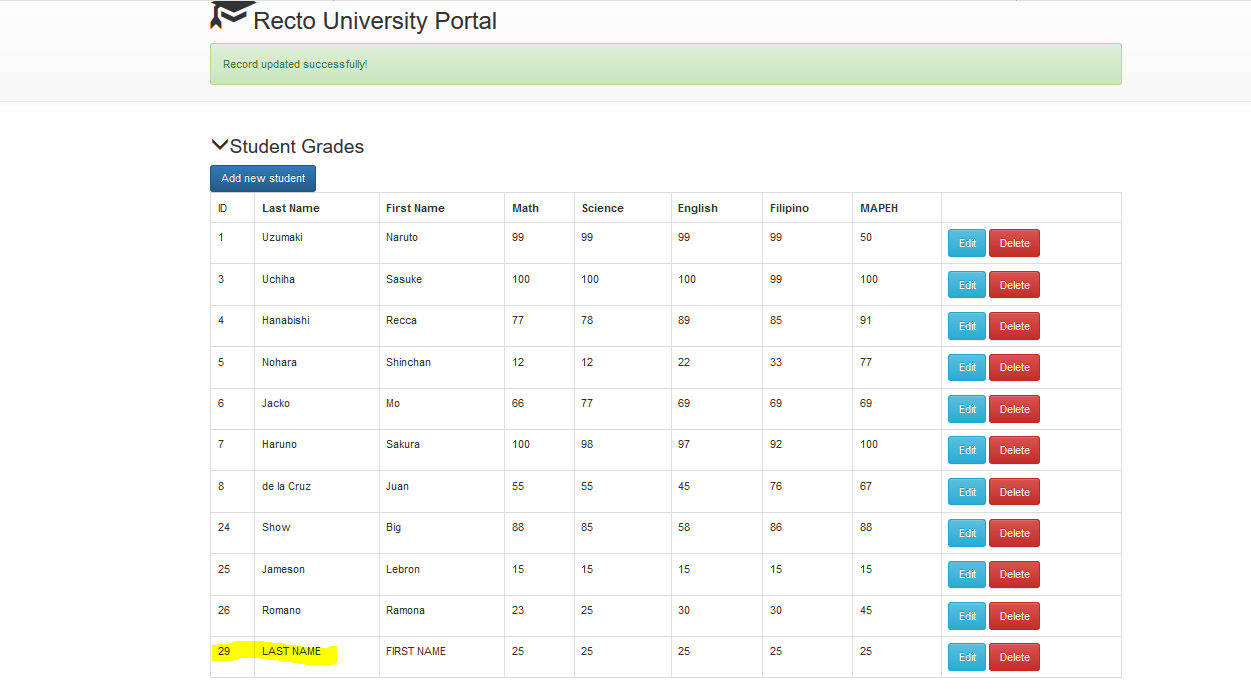 Recto University Portal
Record updated successfully!
Student Grades
Add new student
ID Last Name First Name Math Science English Filipino MAPEH
1 Uzumaki Naruto 99 99 99 99 50 Edit Delete
3 Uchiha Sasuke 100 100 100 99 100 Edit Delete
4 Hanabishi Recca 77 78 89 85 91 Edit Delete
5 Nohara Shinchan 12 12 22 33 77 Edit Delete
6 Jacko Mo 66 77 69 69 69 Edit Delete
7 Haruno Sakura 100 98 97 92 100 Edit Delete
8 de la Cruz Juan 55 55 45 76 67 Edit Delete
24 Show Big 88 85 58 86 88 Edit Delete
25 Jameson Lebron 15 15 15 15 15 Edit Delete
26 Romano Ramona 23 25 30 30 45 Edit Delete
29 LAST NAME FIRST NAME 25 25 25 25 25 Edit Delete